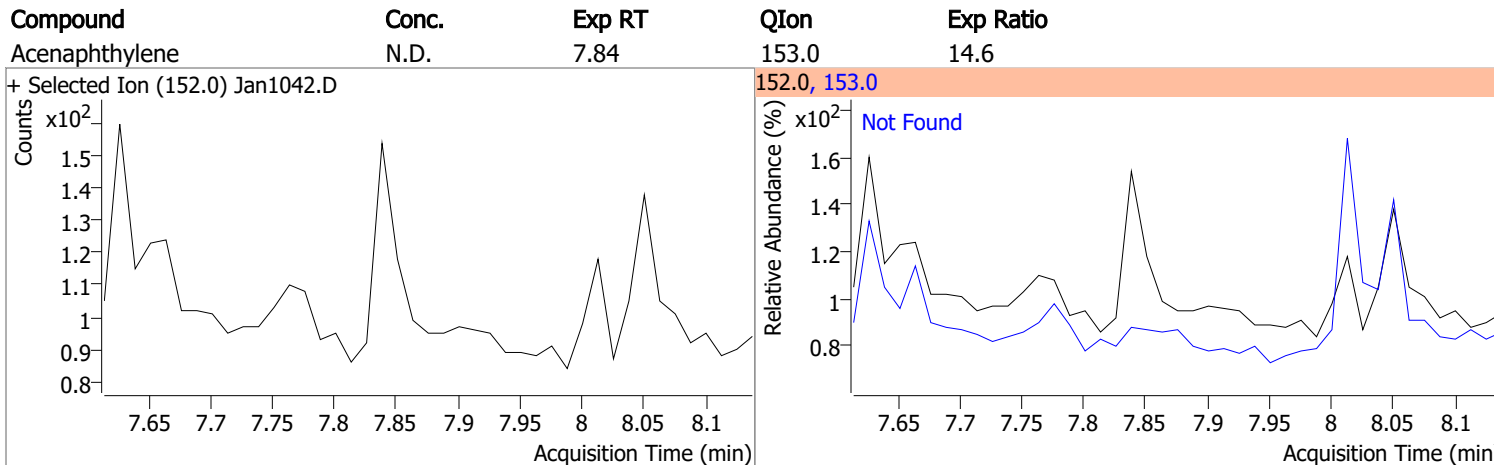 Compound Conc. Exp RT QIon Exp Ratio
Acenaphthylene N.D. 7.84 153.0 14.6
+ Selected Ion (152.0) Jan1042.D
Counts
x10²
1.5
1.4
1.3
1.2
1.1
1
0.9
0.8
7.65 7.7 7.75 7.8 7.85 7.9 7.95 8 8.05 8.1
Acquisition Time (min)
152.0, 153.0
Relative Abundance (%)
x10²
Not Found
1.6
1.4
1.2
1
0.8
7.65 7.7 7.75 7.8 7.85 7.9 7.95 8 8.05 8.1
Acquisition Time (min)